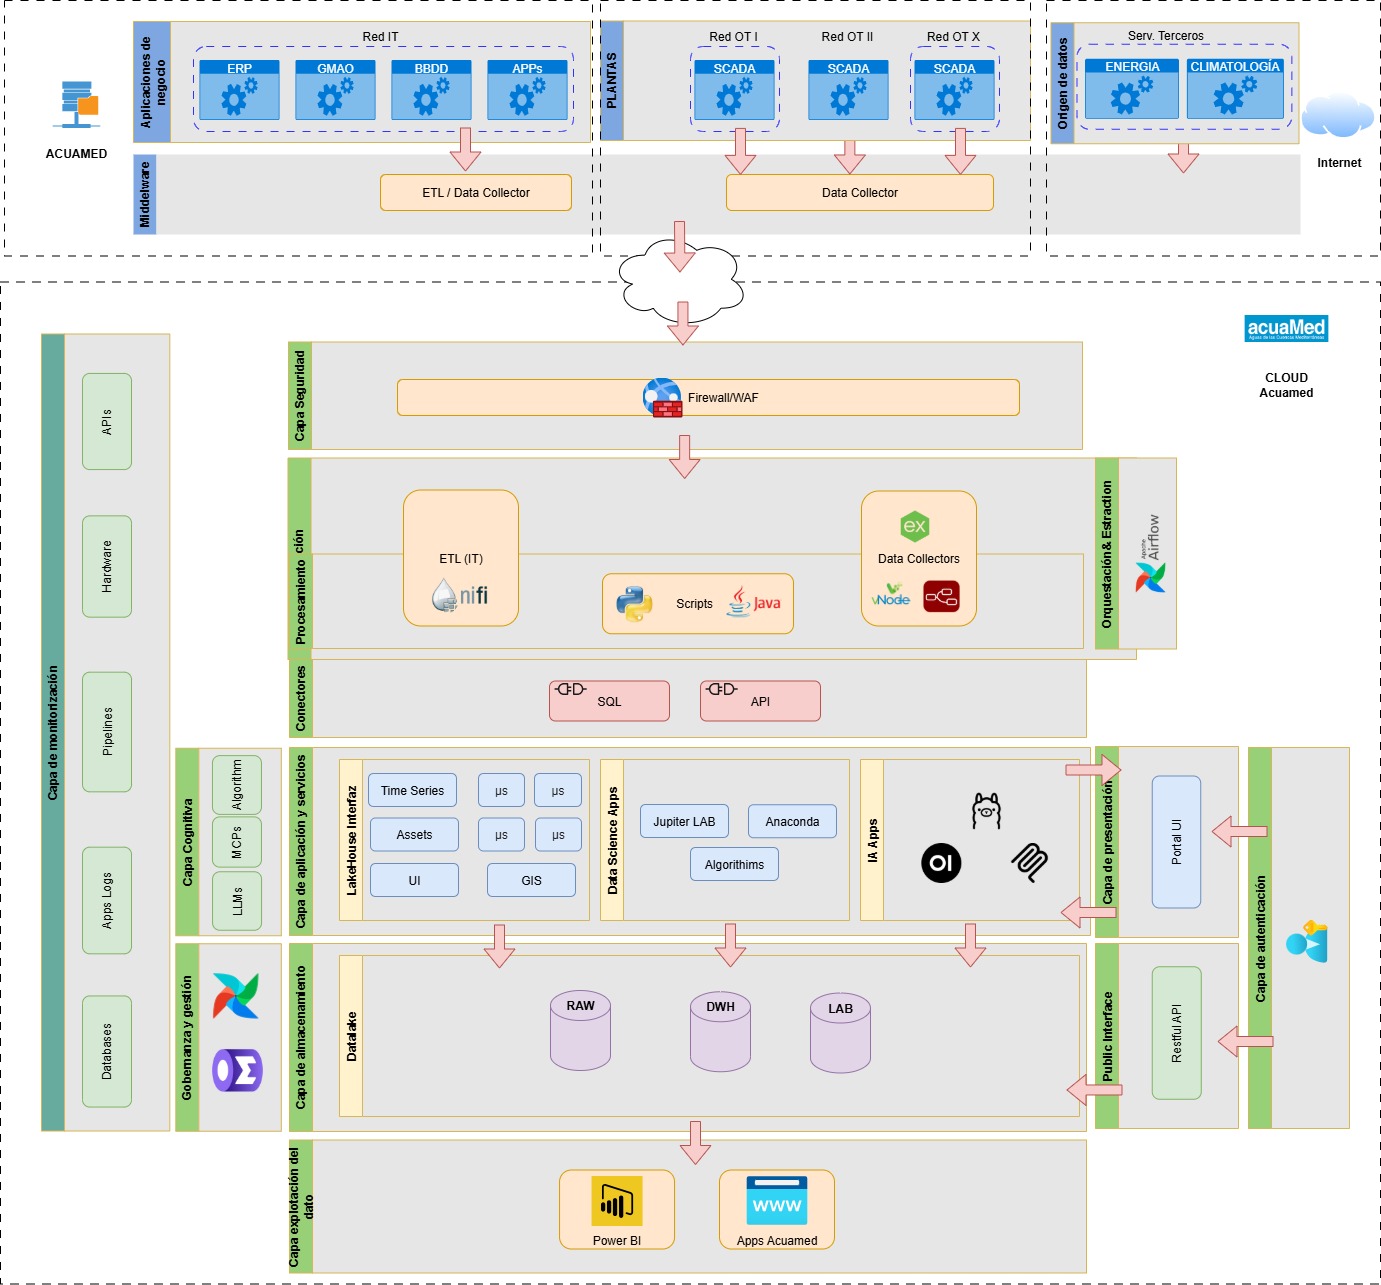 Red IT
Aplicaciones de
negocio
ERP
GMAO
BBDD
APPs
ACUAMED
PLANTAS
Red OT I
Red OT II
Red OT X
SCADA
SCADA
SCADA
Origen de datos
Serv. Terceros
ENERGIA
CLIMATOLOGÍA
Internet
Middelware
ETL / Data Collector
Data Collector
acuaMed
Aguas de las Cuencas Mediterráneas
CLOUD
Acuamed
Capa de monitorización
APIs
Hardware
Pipelines
Apps Logs
Databases
Capa Seguridad
Firewall/WAF
Procesamiento
ción
ETL (IT)
nifi
Scripts
Java
ex
Data Collectors
vNode
Orquestación& Estraction
Apache
Airflow
Conectores
SQL
API
Capa Cognitiva
Algorithm
MCPs
LLMs
Capa de aplicación y servicios
LakeHouse Interfaz
Time Series
µs
µs
Assets
µs
µs
UI
GIS
Data Science Apps
Jupiter LAB
Anaconda
Algorithims
IA Apps
OI
Capa de presentación
Portal UI
Capa de autenticación
Gobernanza y gestión
Capa de almacenamiento
Datalake
RAW
DWH
LAB
Public Interface
Restful API
Capa explotación del
dato
Power BI
WWW
Apps Acuamed